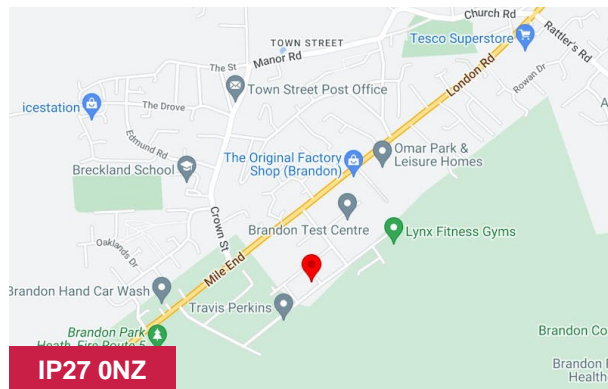 Church Rd
Rattler's Rd
Tesco Superstore
TOWN STREET
Manor Rd
The St
London Rd
Rowan Dr
Town Street Post Office
icestation
The Drove
Edmund Rd
Omar Park &
Leisure Homes
The Original Factory
Shop (Brandon)
Breckland School
Crown St
Brandon Test Centre
Lynx Fitness Gyms
Oaklands Dr
Mile End
Brandon Hand Car Wash
Travis Perkins
Brandon Park
Heath, Fire Route 5
Brandon Co
Brandon
Health
IP27 0NZ